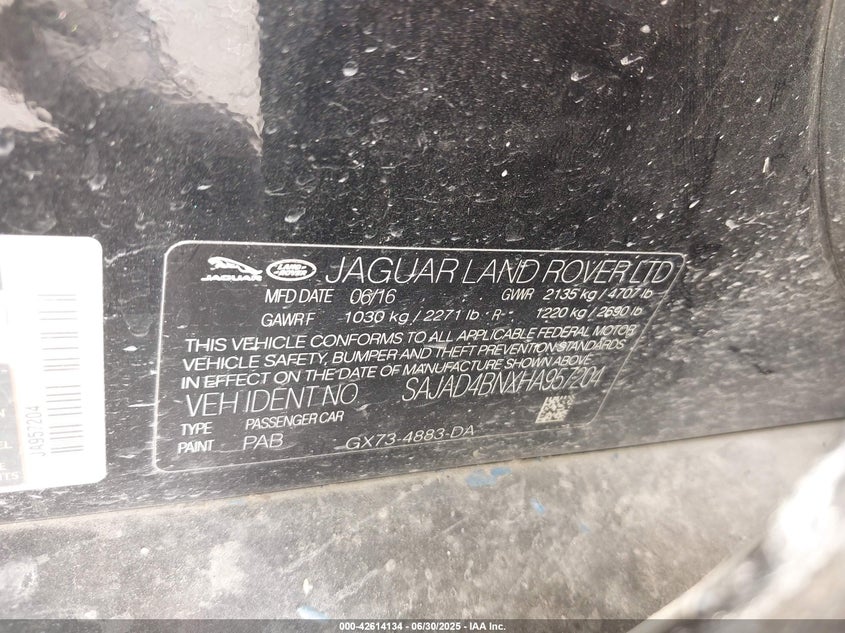 JAGUAR LAND ROVER JAGUAR LAND ROVER LTD
MFD DATE 06/16 GVWR 2135 kg / 4707 lb
GAWR F 1030 kg / 2271 lb - R- 1220 kg / 2690 lb
THIS VEHICLE CONFORMS TO ALL APPLICABLE FEDERAL MOTOR
VEHICLE SAFETY, BUMPER AND THEFT PREVENTION STANDARDS
IN EFFECT ON THE DATE OF MANUFACTURE SHOWN ABOVE
VEH IDENT NO SAJAD4BNXHA957204
TYPE PASSENGER CAR
PAINT PAB GX73-4883-DA
JA957204
000-42614134 - 06/30/2025 - IAA Inc.